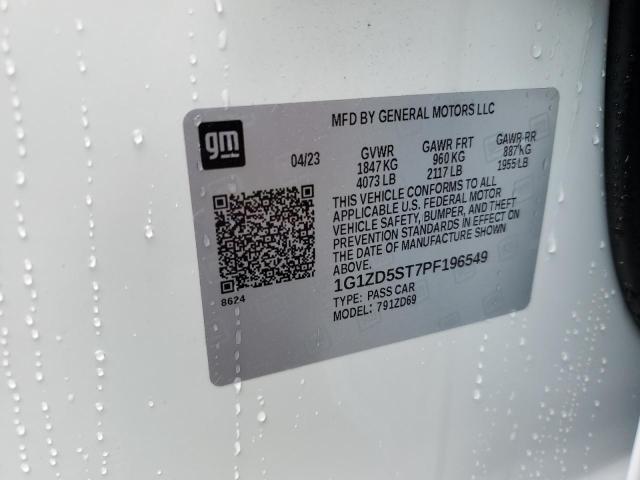 MFD BY GENERAL MOTORS LLC
gm
04/23 GVWR GAWR FRT GAWR RR
1847 KG 960 KG 887 KG
4073 LB 2117 LB 1955 LB
THIS VEHICLE CONFORMS TO ALL
APPLICABLE U.S. FEDERAL MOTOR
VEHICLE SAFETY, BUMPER, AND THEFT
PREVENTION STANDARDS IN EFFECT ON
THE DATE OF MANUFACTURE SHOWN
ABOVE.
1G1ZD5ST7PF196549
TYPE: PASS CAR
MODEL: 791ZD69
8624